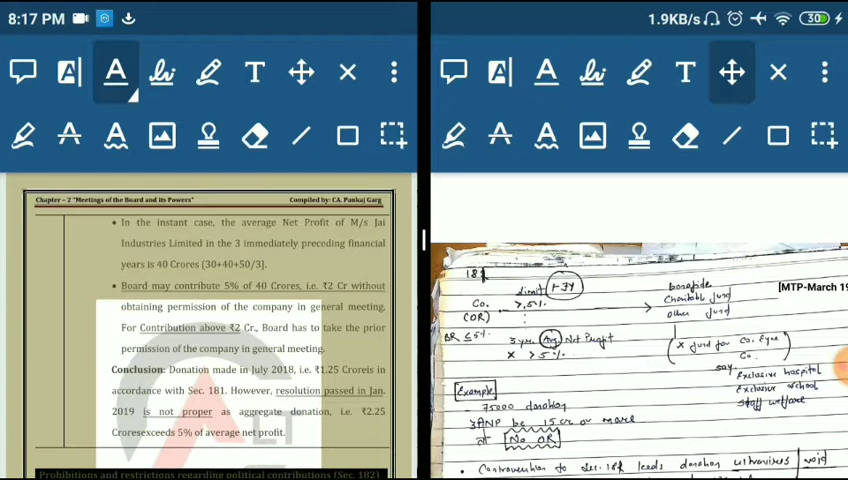 8:17 PM
1.9KB/s
30
Chapter – 2 "Meetings of the Board and Its Powers" Compiled by: CA. Pankaj Garg
• In the instant case, the average Net Profit of M/s Jai
Industries Limited in the 3 immediately preceding financial
years is 40 Crores (30+40+50/3].
• Board may contribute 5% of 40 Crores, i.e. ₹2 Cr without
obtaining permission of the company in general meeting.
For Contribution above ₹2 Cr., Board has to take the prior
permission of the company in general meeting.
Conclusion: Donation made in July 2018, i.e. ₹1.25 Croreis in
accordance with Sec. 181. However, resolution passed in Jan.
2019 is not proper as aggregate donation, i.e. ₹2.25
Croresexceeds 5% of average net profit.
Prohibitions and restrictions regarding political contributions (Sec. 182)
181
limit 1-FY
Co. >5%
(OR)
BR ≤5%
3 yrs. Avg Net Profit
× >5%
bonafide
Charitable fund
other fund
[MTP-March 19
(× fund for Co. Eyee
Co.
say.
Exclusive hospital
Exclusive school
Staff welfare
Example
75000 donation
3ANP be 15 cr or more
No OR
• Contravention to Sec. 181 leads donation ultravires void